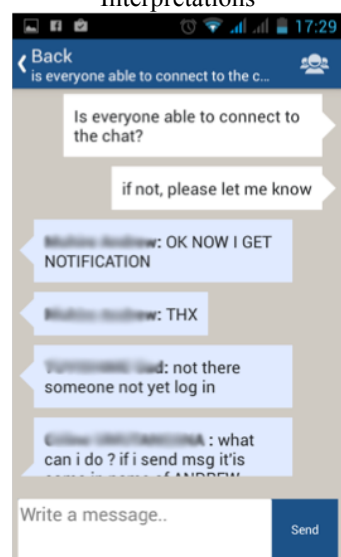 Interpretations
17:29
Back
is everyone able to connect to the c...
Is everyone able to connect to
the chat?
if not, please let me know
: OK NOW I GET
NOTIFICATION
: THX
: not there
someone not yet log in
: what
can i do ? if i send msg it'is
Write a message..
Send